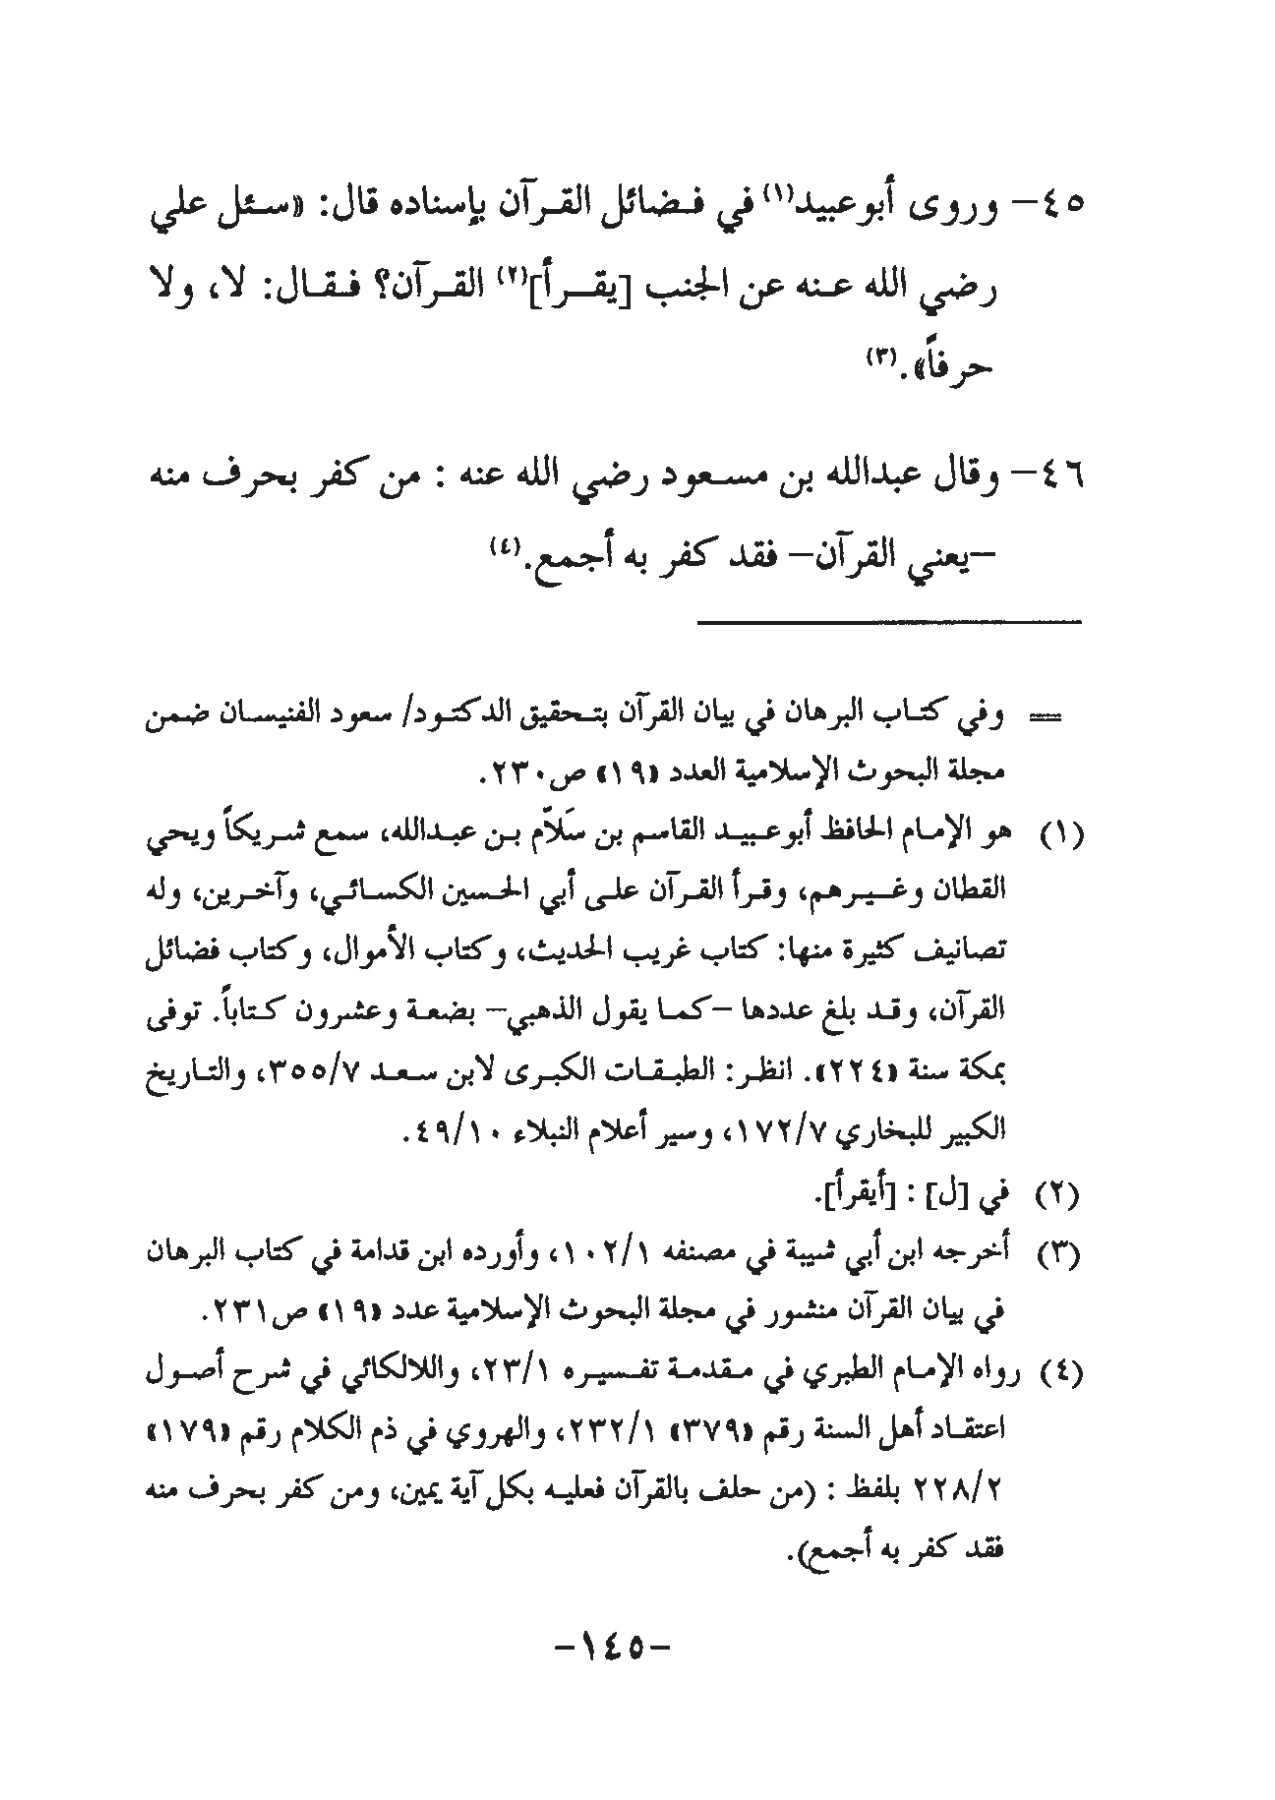 ٤٥- وروى أبوعبيد(١) في فضائل القرآن بإسناده قال: «سئل علي
رضي الله عنه عن الجنب [يقرأ](٢) القرآن؟ فقال: لا، ولا
حرفاً».(٣)
٤٦- وقال عبدالله بن مسعود رضي الله عنه : من كفر بحرف منه
-يعني القرآن- فقد كفر به أجمع.(٤)
= وفي كتاب البرهان في بيان القرآن بتحقيق الدكتود/ سعود الفنيسان ضمن
مجلة البحوث الإسلامية العدد «١٩» ص٢٣٠.
(١) هو الإمام الحافظ أبوعبيد القاسم بن سَلاّم بن عبدالله، سمع شريكاً ويحي
القطان وغيرهم، وقرأ القرآن على أبي الحسين الكسائي، وآخرين، وله
تصانيف كثيرة منها: كتاب غريب الحديث، وكتاب الأموال، وكتاب فضائل
القرآن، وقد بلغ عددها -كما يقول الذهبي- بضعة وعشرون كتاباً. توفى
بمكة سنة «٢٢٤». انظر: الطبقات الكبرى لابن سعد ٣٥٥/٧، والتاريخ
الكبير للبخاري ١٧٢/٧، وسير أعلام النبلاء ٤٩/١٠.
(٢) في [ل] : [أيقرأ].
(٣) أخرجه ابن أبي شيبة في مصنفه ١٠٢/١، وأورده ابن قدامة في كتاب البرهان
في بيان القرآن منشور في مجلة البحوث الإسلامية عدد «١٩» ص٢٣١.
(٤) رواه الإمام الطبري في مقدمة تفسيره ٢٣/١، واللالكائي في شرح أصول
اعتقاد أهل السنة رقم «٣٧٩» ٢٣٢/١، والهروي في ذم الكلام رقم «١٧٩»
٢٢٨/٢ بلفظ : (من حلف بالقرآن فعليه بكل آية يمين، ومن كفر بحرف منه
فقد كفر به أجمع).
-١٤٥-